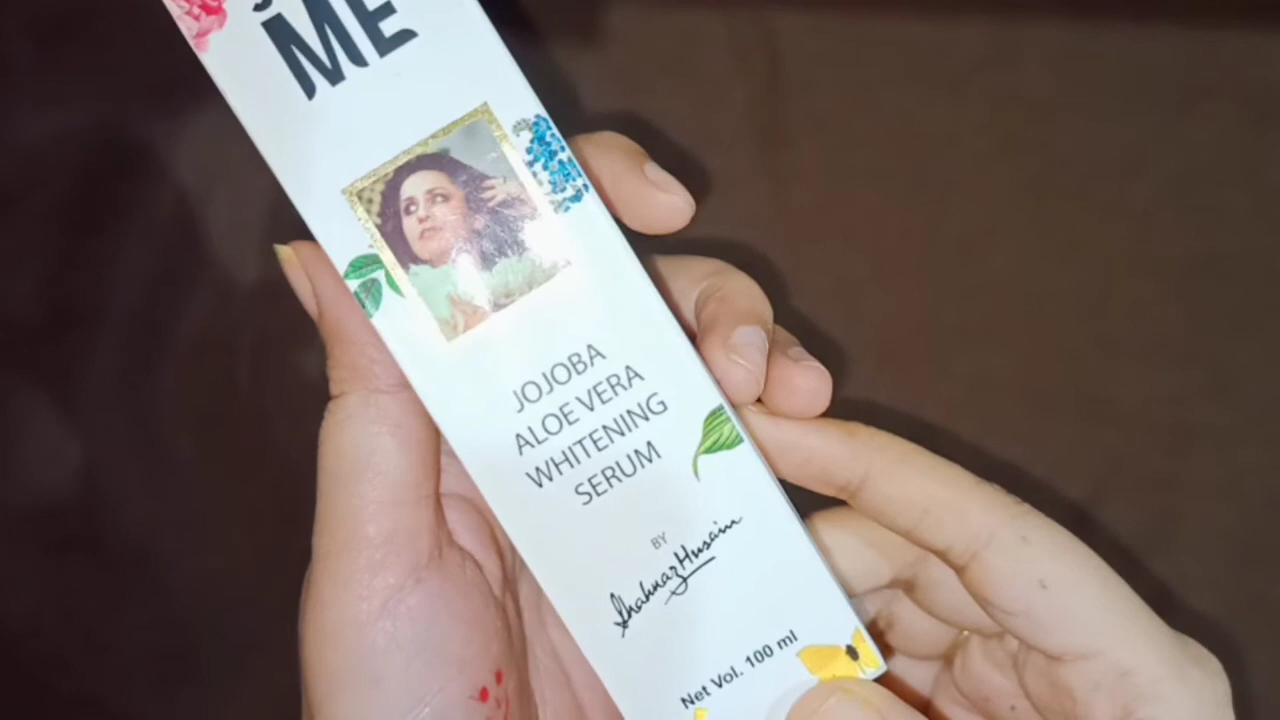 ME
JOJOBA
ALOE VERA
WHITENING
SERUM
BY
Shahnaz Husain
Net Vol. 100 ml